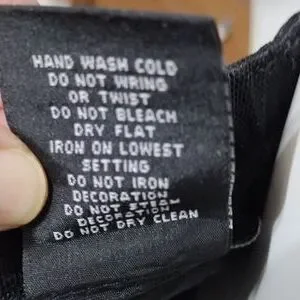 HAND WASH COLD
DO NOT WRING
OR TWIST
DO NOT BLEACH
DRY FLAT
IRON ON LOWEST
SETTING
DO NOT IRON
DECORATION
DO NOT STEAM
DECORATION
DO NOT DRY CLEAN